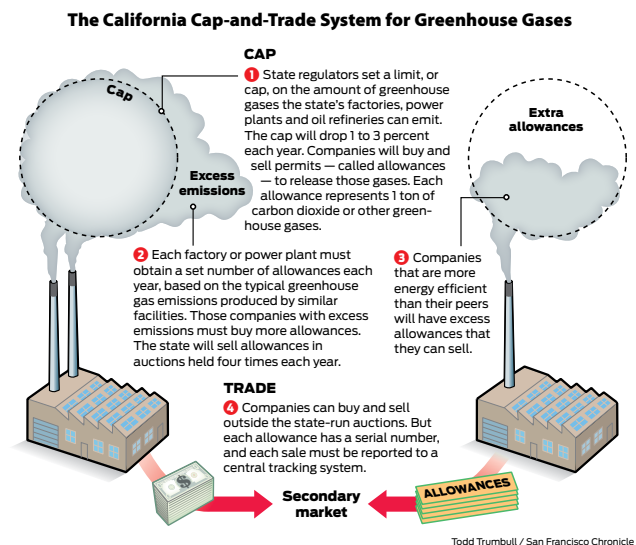 The California Cap-and-Trade System for Greenhouse Gases
CAP
1 State regulators set a limit, or
cap, on the amount of greenhouse
gases the state's factories, power
plants and oil refineries can emit.
The cap will drop 1 to 3 percent
each year. Companies will buy and
sell permits — called allowances
— to release those gases. Each
allowance represents 1 ton of
carbon dioxide or other green-
house gases.
Cap
Excess
emissions
Extra
allowances
2 Each factory or power plant must
obtain a set number of allowances each
year, based on the typical greenhouse
gas emissions produced by similar
facilities. Those companies with excess
emissions must buy more allowances.
The state will sell allowances in
auctions held four times each year.
3 Companies
that are more
energy efficient
than their peers
will have excess
allowances that
they can sell.
TRADE
4 Companies can buy and sell
outside the state-run auctions. But
each allowance has a serial number,
and each sale must be reported to a
central tracking system.
$
Secondary
market
ALLOWANCES
Todd Trumbull / San Francisco Chronicle